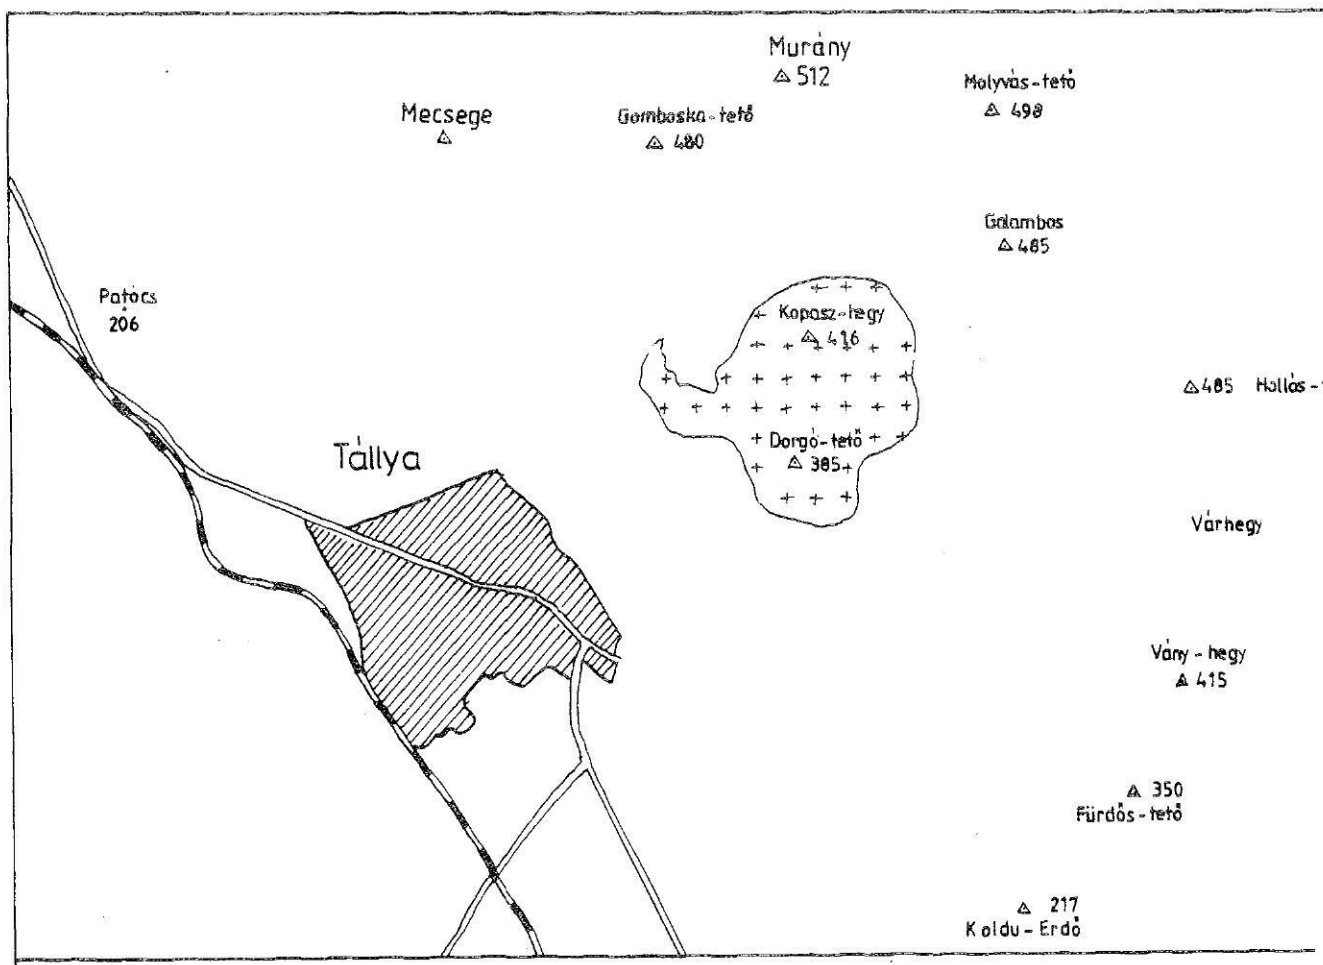 Murány
512
Molyvás-tető
498
Mecsege
Gomboska-tető
480
Galambos
485
Patócs
206
Kopasz-hegy
416
485 Hollós-
Tállya
Dorgó-tető
385
Várhegy
Vány-hegy
415
350
Fürdős-tető
217
Koldu-Erdő